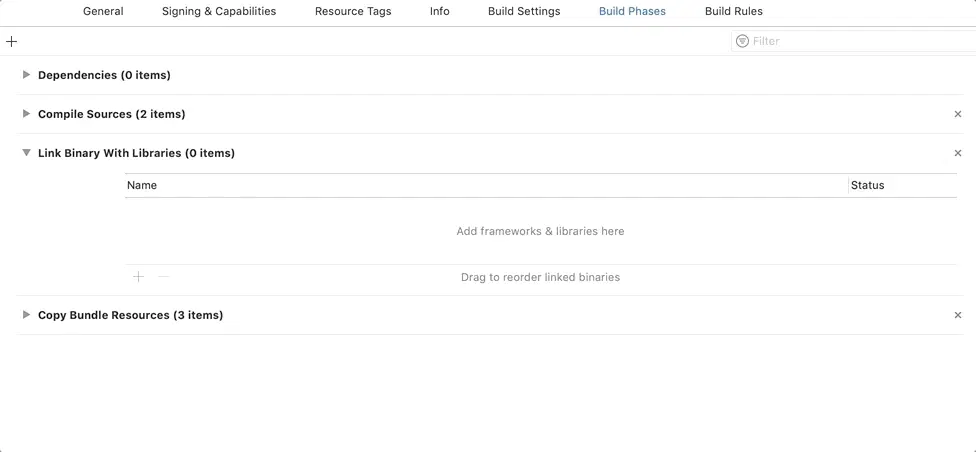 General Signing & Capabilities Resource Tags Info Build Settings Build Phases Build Rules
Filter
Dependencies (0 items)
Compile Sources (2 items)
Link Binary With Libraries (0 items)
Name Status
Add frameworks & libraries here
Drag to reorder linked binaries
Copy Bundle Resources (3 items)